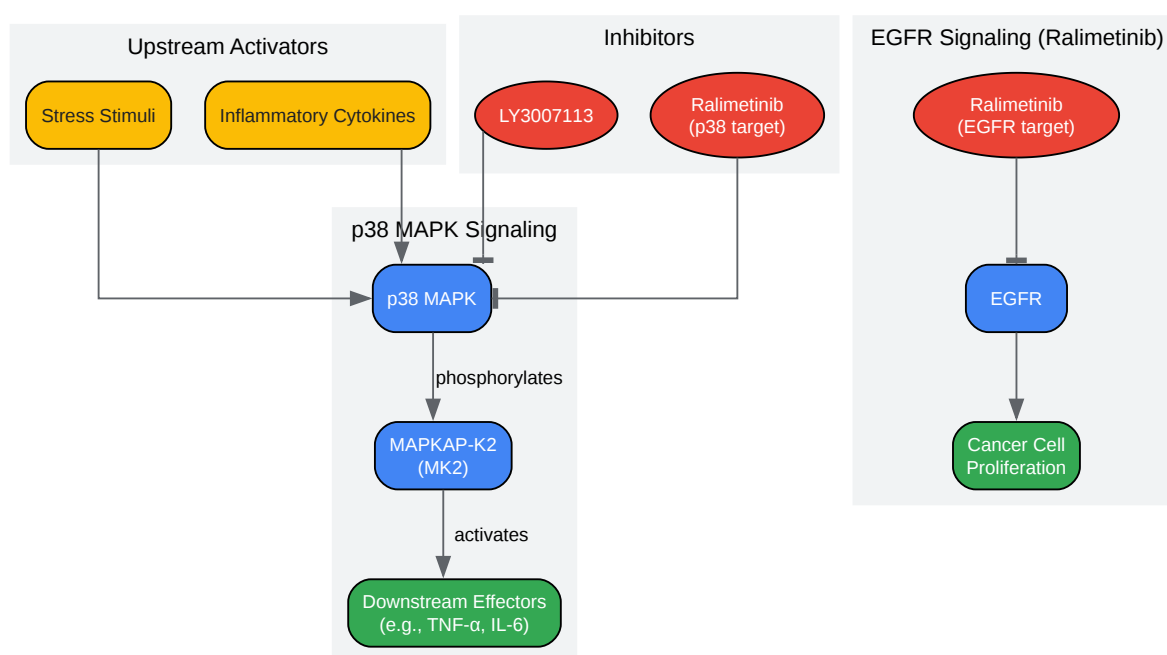 Upstream Activators
Stress Stimuli
Inflammatory Cytokines
Inhibitors
LY3007113
Ralimetinib
(p38 target)
EGFR Signaling (Ralimetinib)
Ralimetinib
(EGFR target)
p38 MAPK Signaling
p38 MAPK
EGFR
phosphorylates
MAPKAP-K2
(MK2)
Cancer Cell
Proliferation
activates
Downstream Effectors
(e.g., TNF-α, IL-6)